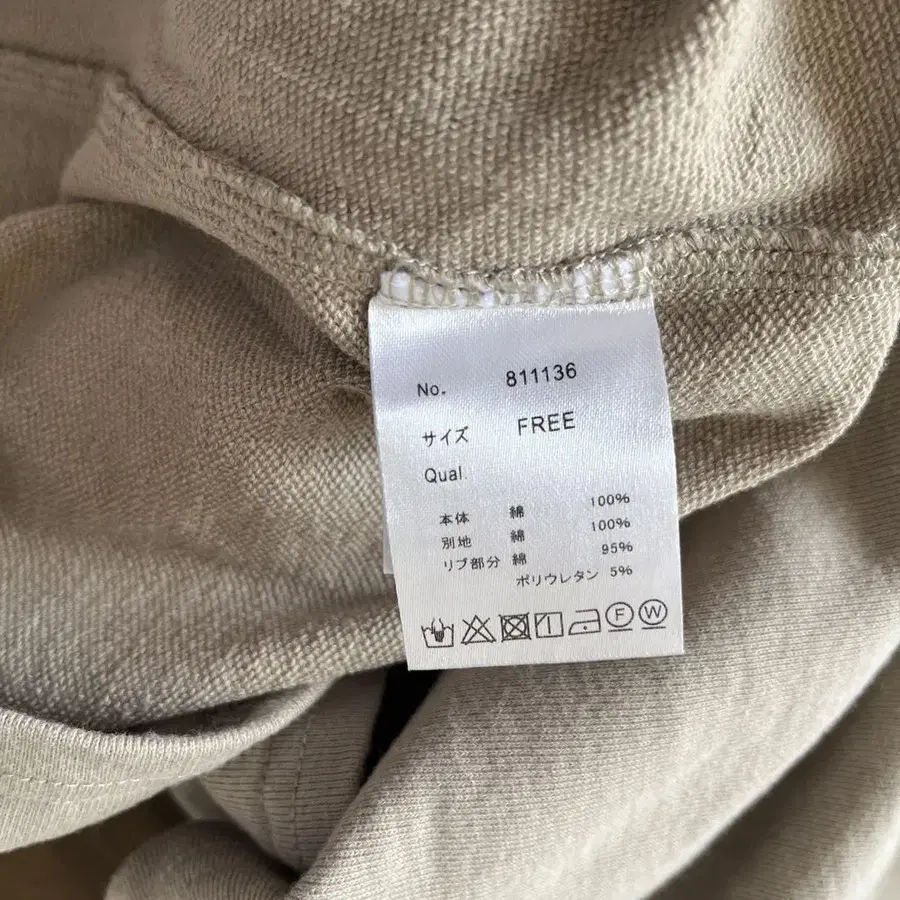 No. 811136
サイズ FREE
Qual.
本体 綿 100%
別地 綿 100%
リブ部分 綿 95%
ポリウレタン 5%
F W